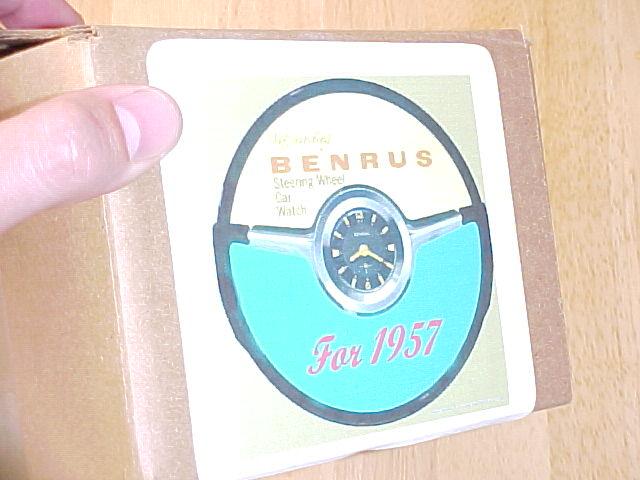 BENRUS
Steering Wheel
Car
Watch
For 1957